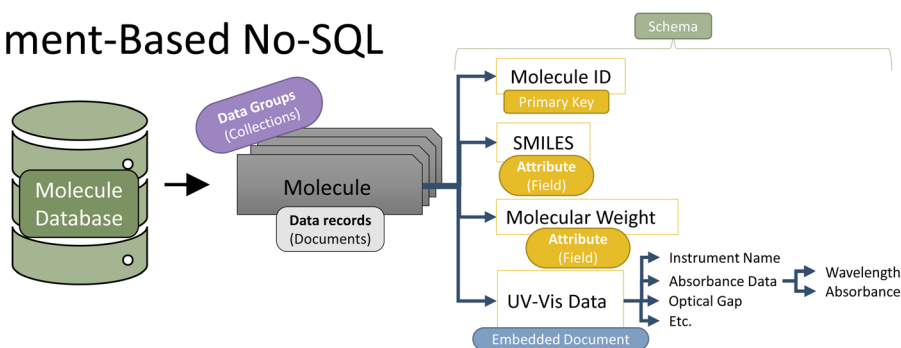 ment-Based No-SQL
Schema
Molecule Database
Data Groups
(Collections)
Molecule
Data records
(Documents)
Molecule ID
Primary Key
SMILES
Attribute
(Field)
Molecular Weight
Attribute
(Field)
UV-Vis Data
Embedded Document
Instrument Name
Absorbance Data
Optical Gap
Etc.
Wavelength
Absorbance